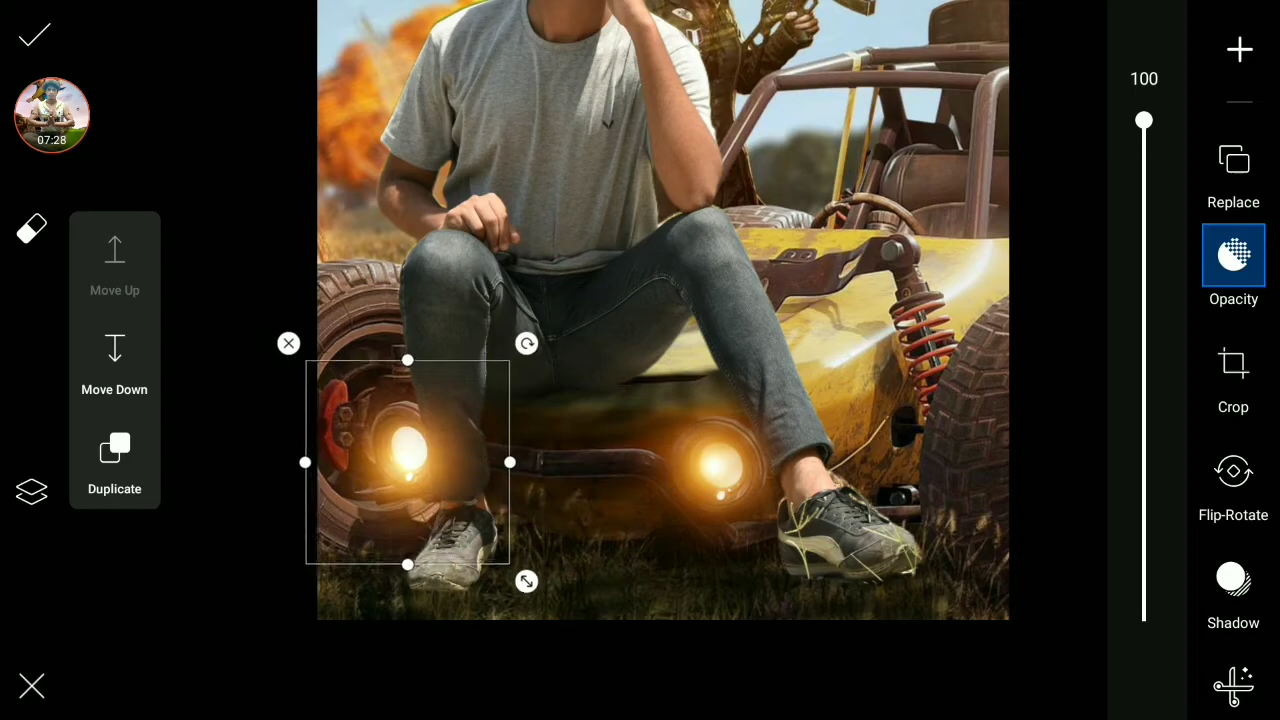 100
07:28
Replace
Move Up
Opacity
Move Down
Crop
Duplicate
Flip-Rotate
Shadow